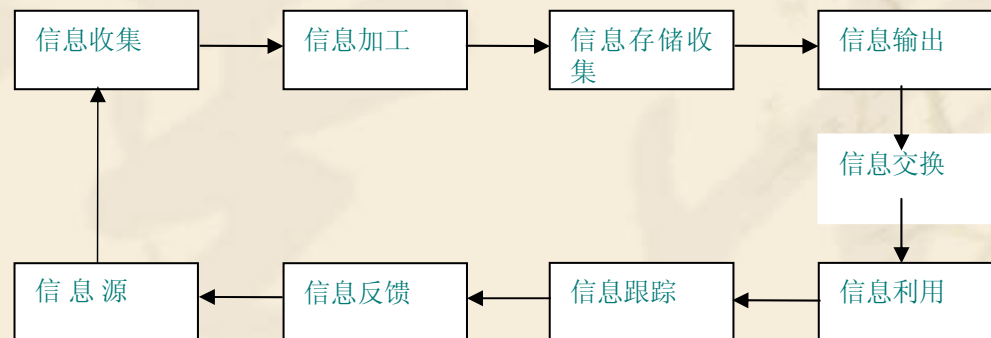 信息收集
信息加工
信息存储收
集
信息输出
信息交换
信 息 源
信息反馈
信息跟踪
信息利用